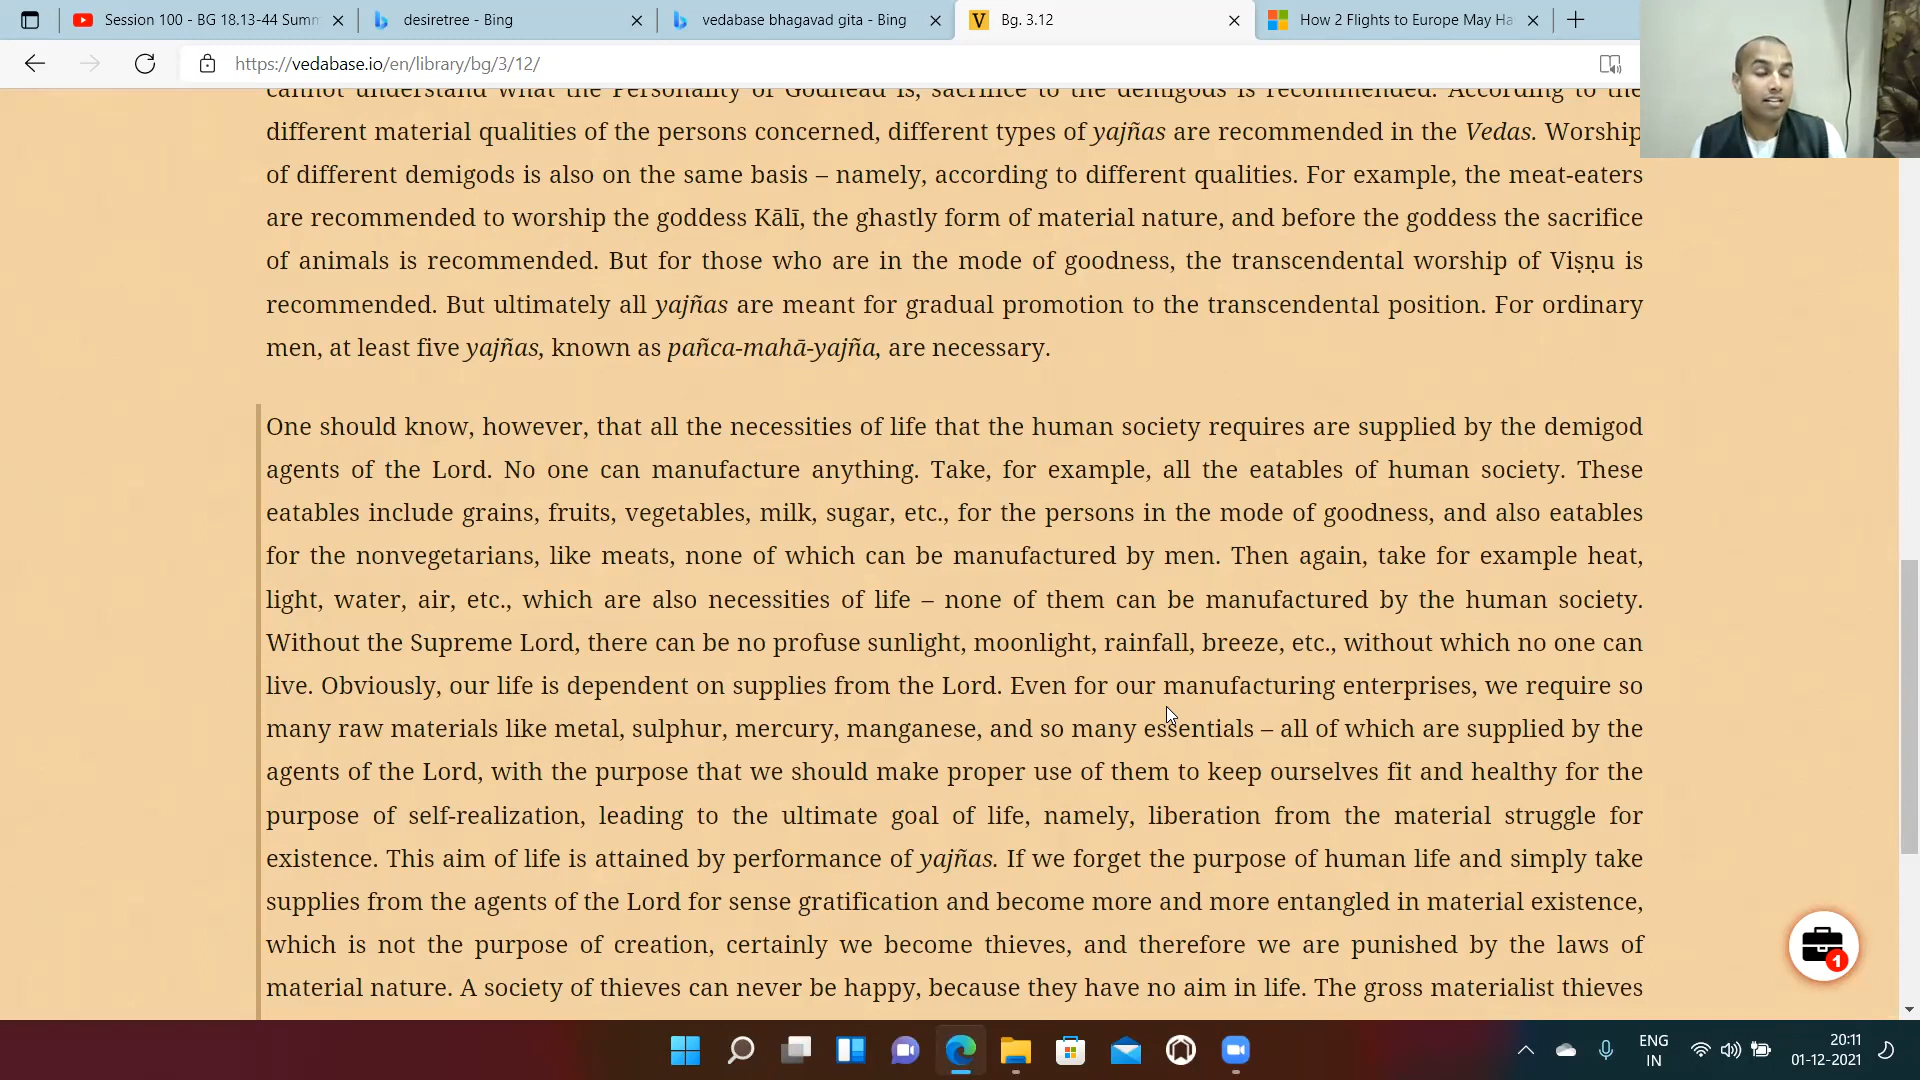 Session 100 - BG 18.13-44 Summ
desiretree - Bing
vedabase bhagavad gita - Bing
V
Bg. 3.12
How 2 Flights to Europe May Ha
https://vedabase.io/en/library/bg/3/12/
cannot understand what the Personality of Godhead is, sacrifice to the demigods is recommended. According to the
different material qualities of the persons concerned, different types of yajñas are recommended in the Vedas. Worship
of different demigods is also on the same basis – namely, according to different qualities. For example, the meat-eaters
are recommended to worship the goddess Kālī, the ghastly form of material nature, and before the goddess the sacrifice
of animals is recommended. But for those who are in the mode of goodness, the transcendental worship of Viṣṇu is
recommended. But ultimately all yajñas are meant for gradual promotion to the transcendental position. For ordinary
men, at least five yajñas, known as pañca-mahā-yajña, are necessary.
One should know, however, that all the necessities of life that the human society requires are supplied by the demigod
agents of the Lord. No one can manufacture anything. Take, for example, all the eatables of human society. These
eatables include grains, fruits, vegetables, milk, sugar, etc., for the persons in the mode of goodness, and also eatables
for the nonvegetarians, like meats, none of which can be manufactured by men. Then again, take for example heat,
light, water, air, etc., which are also necessities of life – none of them can be manufactured by the human society.
Without the Supreme Lord, there can be no profuse sunlight, moonlight, rainfall, breeze, etc., without which no one can
live. Obviously, our life is dependent on supplies from the Lord. Even for our manufacturing enterprises, we require so
many raw materials like metal, sulphur, mercury, manganese, and so many essentials – all of which are supplied by the
agents of the Lord, with the purpose that we should make proper use of them to keep ourselves fit and healthy for the
purpose of self-realization, leading to the ultimate goal of life, namely, liberation from the material struggle for
existence. This aim of life is attained by performance of yajñas. If we forget the purpose of human life and simply take
supplies from the agents of the Lord for sense gratification and become more and more entangled in material existence,
which is not the purpose of creation, certainly we become thieves, and therefore we are punished by the laws of
material nature. A society of thieves can never be happy, because they have no aim in life. The gross materialist thieves
1
ENG
IN
20:11
01-12-2021